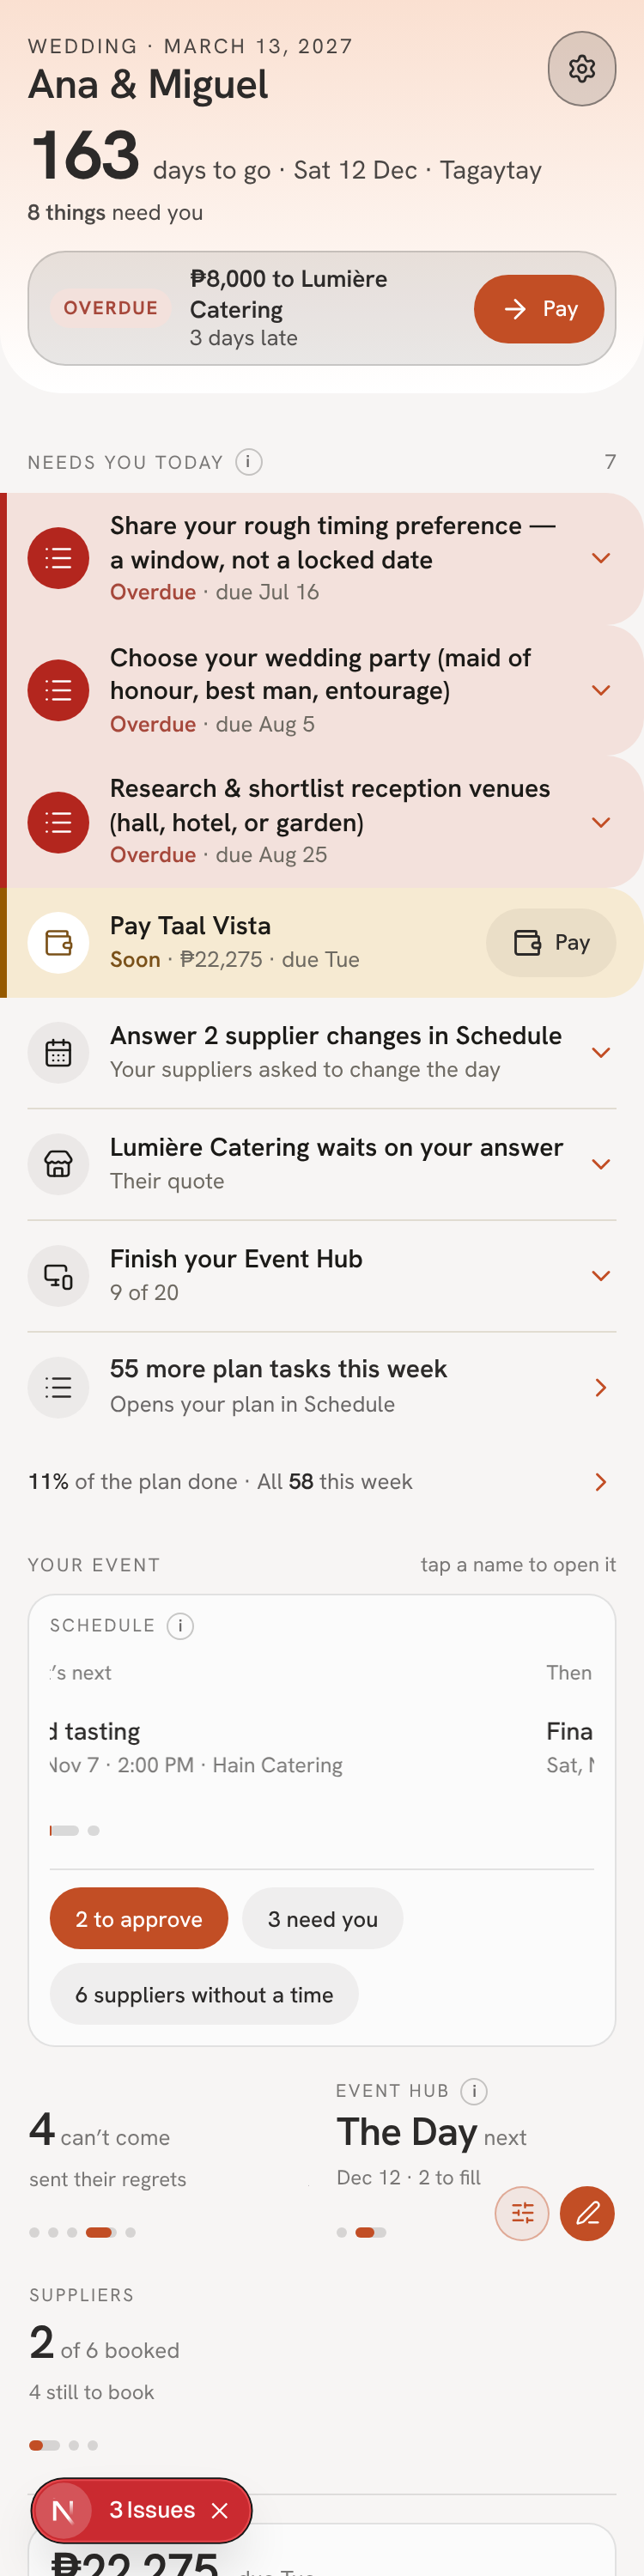 WEDDING · MARCH 13, 2027
Ana & Miguel
163 days to go · Sat 12 Dec · Tagaytay
8 things need you
OVERDUE
₱8,000 to Lumière
Catering
3 days late
Pay
NEEDS YOU TODAY i
7
Share your rough timing preference —
a window, not a locked date
Overdue · due Jul 16
Choose your wedding party (maid of
honour, best man, entourage)
Overdue · due Aug 5
Research & shortlist reception venues
(hall, hotel, or garden)
Overdue · due Aug 25
Pay Taal Vista
Soon · ₱22,275 · due Tue
Pay
Answer 2 supplier changes in Schedule
Your suppliers asked to change the day
Lumière Catering waits on your answer
Their quote
Finish your Event Hub
9 of 20
55 more plan tasks this week
Opens your plan in Schedule
11% of the plan done · All 58 this week
YOUR EVENT
tap a name to open it
SCHEDULE i
’s next
Then
d tasting
Fina
Nov 7 · 2:00 PM · Hain Catering
Sat,
2 to approve
3 need you
6 suppliers without a time
4 can’t come
sent their regrets
EVENT HUB i
The Day next
Dec 12 · 2 to fill
SUPPLIERS
2 of 6 booked
4 still to book
N 3 Issues
₱22,275 due Tue